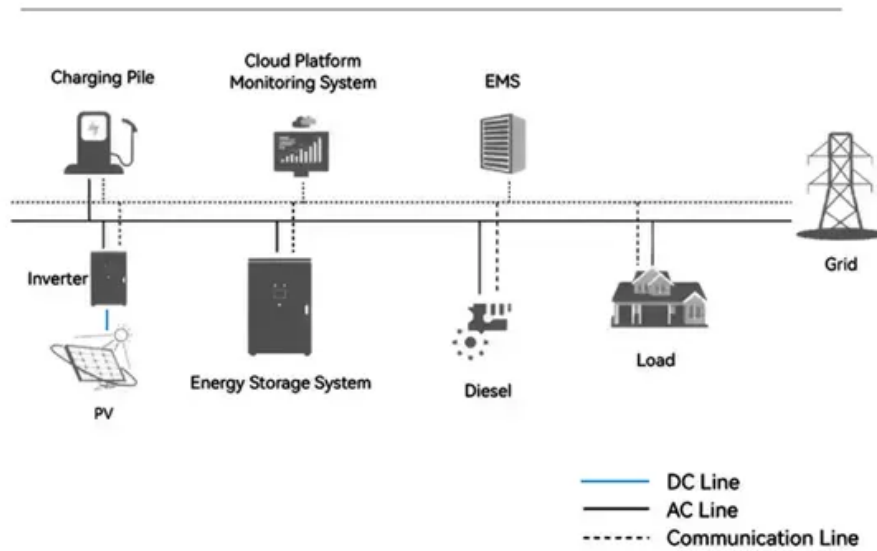 Charging Pile
Cloud Platform
Monitoring System
EMS
Inverter
Grid
Energy Storage System
Load
Diesel
PV
DC Line
AC Line
Communication Line